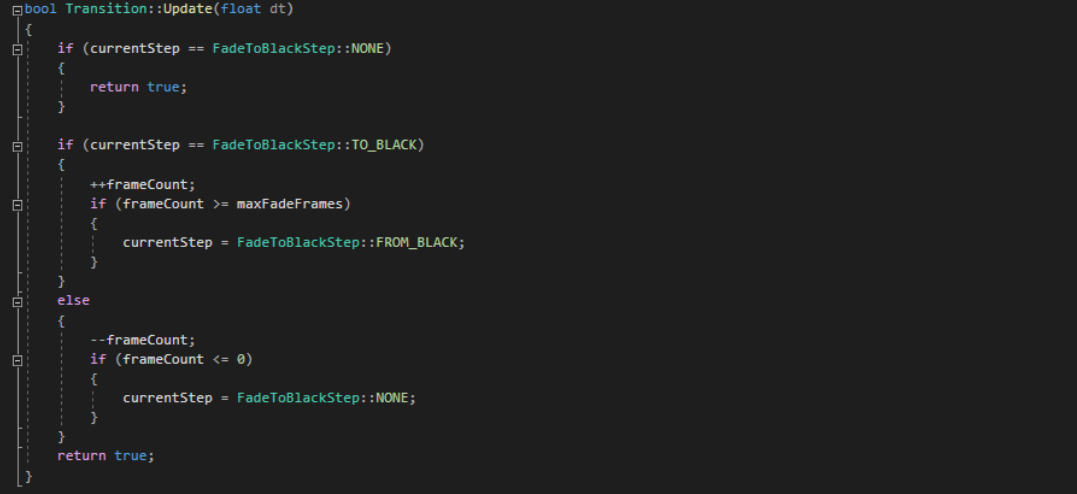 bool Transition::Update(float dt)
{
    if (currentStep == FadeToBlackStep::NONE)
    {
        return true;
    }

    if (currentStep == FadeToBlackStep::TO_BLACK)
    {
        ++frameCount;
        if (frameCount >= maxFadeFrames)
        {
            currentStep = FadeToBlackStep::FROM_BLACK;
        }
    }
    else
    {
        --frameCount;
        if (frameCount <= 0)
        {
            currentStep = FadeToBlackStep::NONE;
        }
    }
    return true;
}